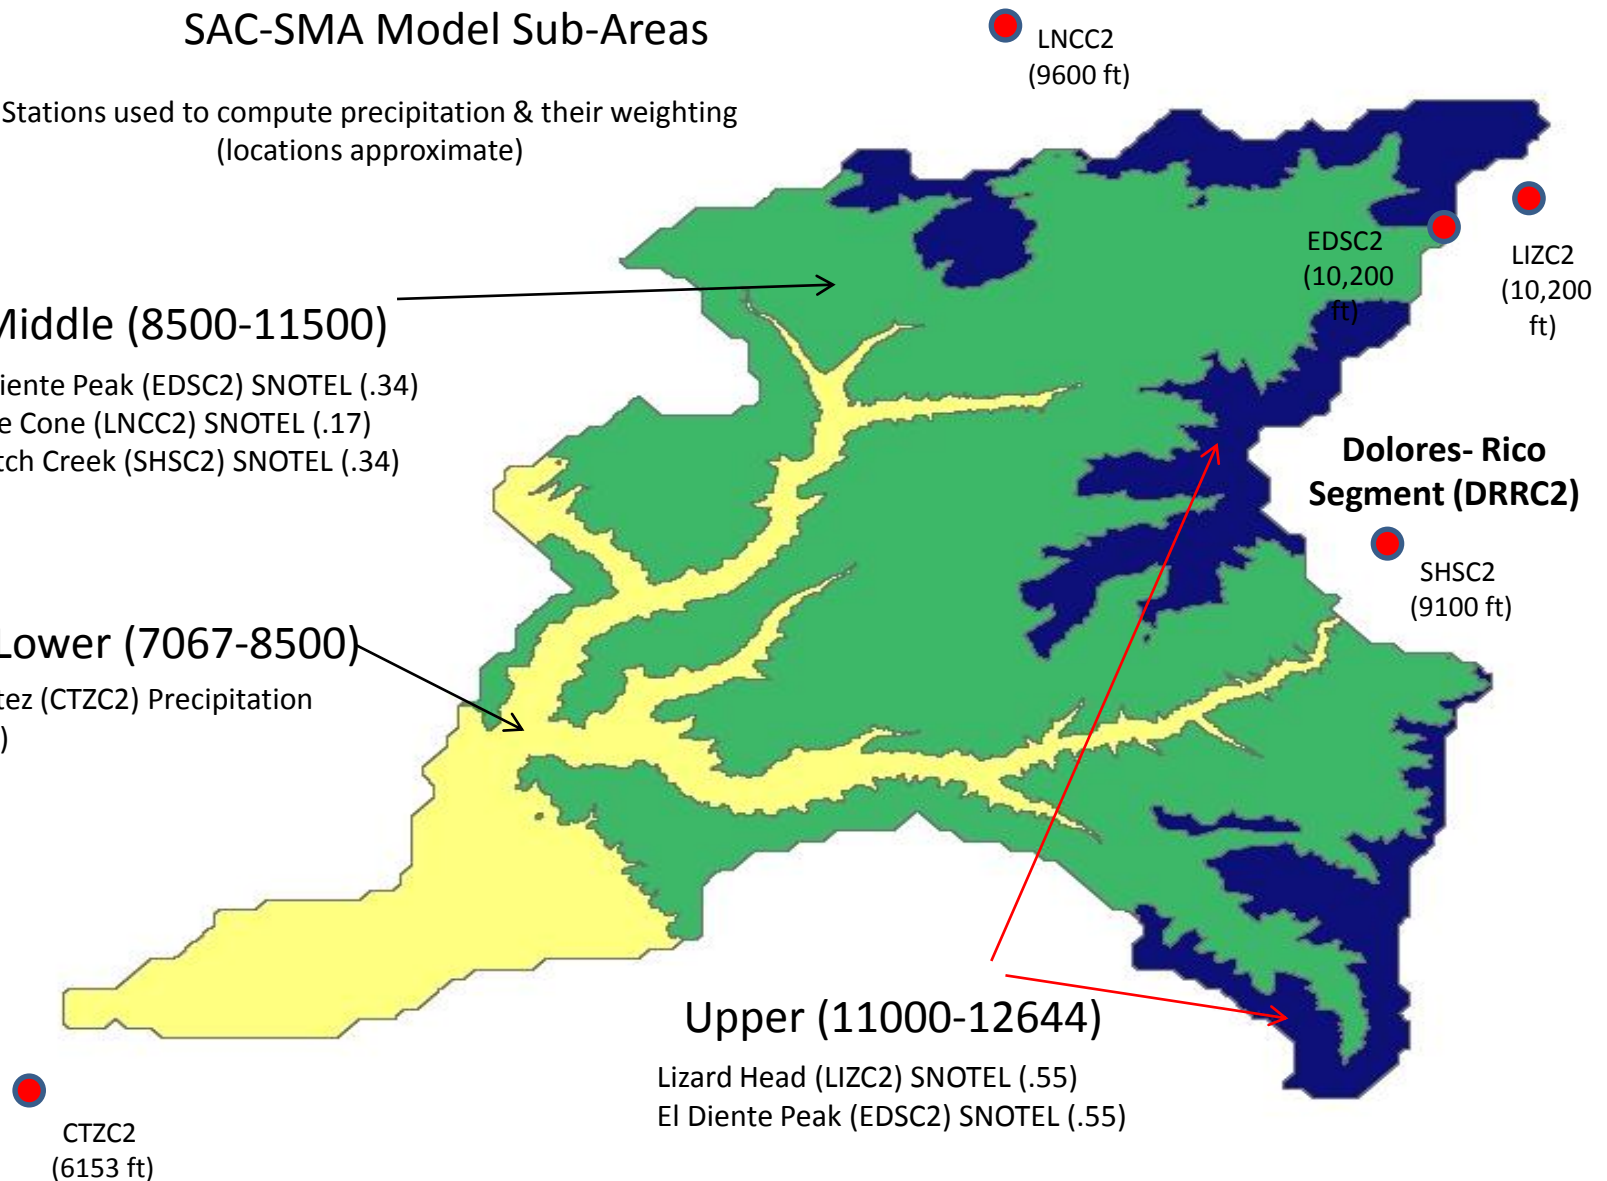 SAC-SMA Model Sub-Areas
Stations used to compute precipitation & their weighting
(locations approximate)
LNCC2
(9600 ft)
EDSC2
(10,200
ft)
LIZC2
(10,200
ft)
Middle (8500-11500)
iente Peak (EDSC2) SNOTEL (.34)
e Cone (LNCC2) SNOTEL (.17)
tch Creek (SHSC2) SNOTEL (.34)
Dolores- Rico
Segment (DRRC2)
SHSC2
(9100 ft)
Lower (7067-8500)
tez (CTZC2) Precipitation
)
Upper (11000-12644)
Lizard Head (LIZC2) SNOTEL (.55)
El Diente Peak (EDSC2) SNOTEL (.55)
CTZC2
(6153 ft)